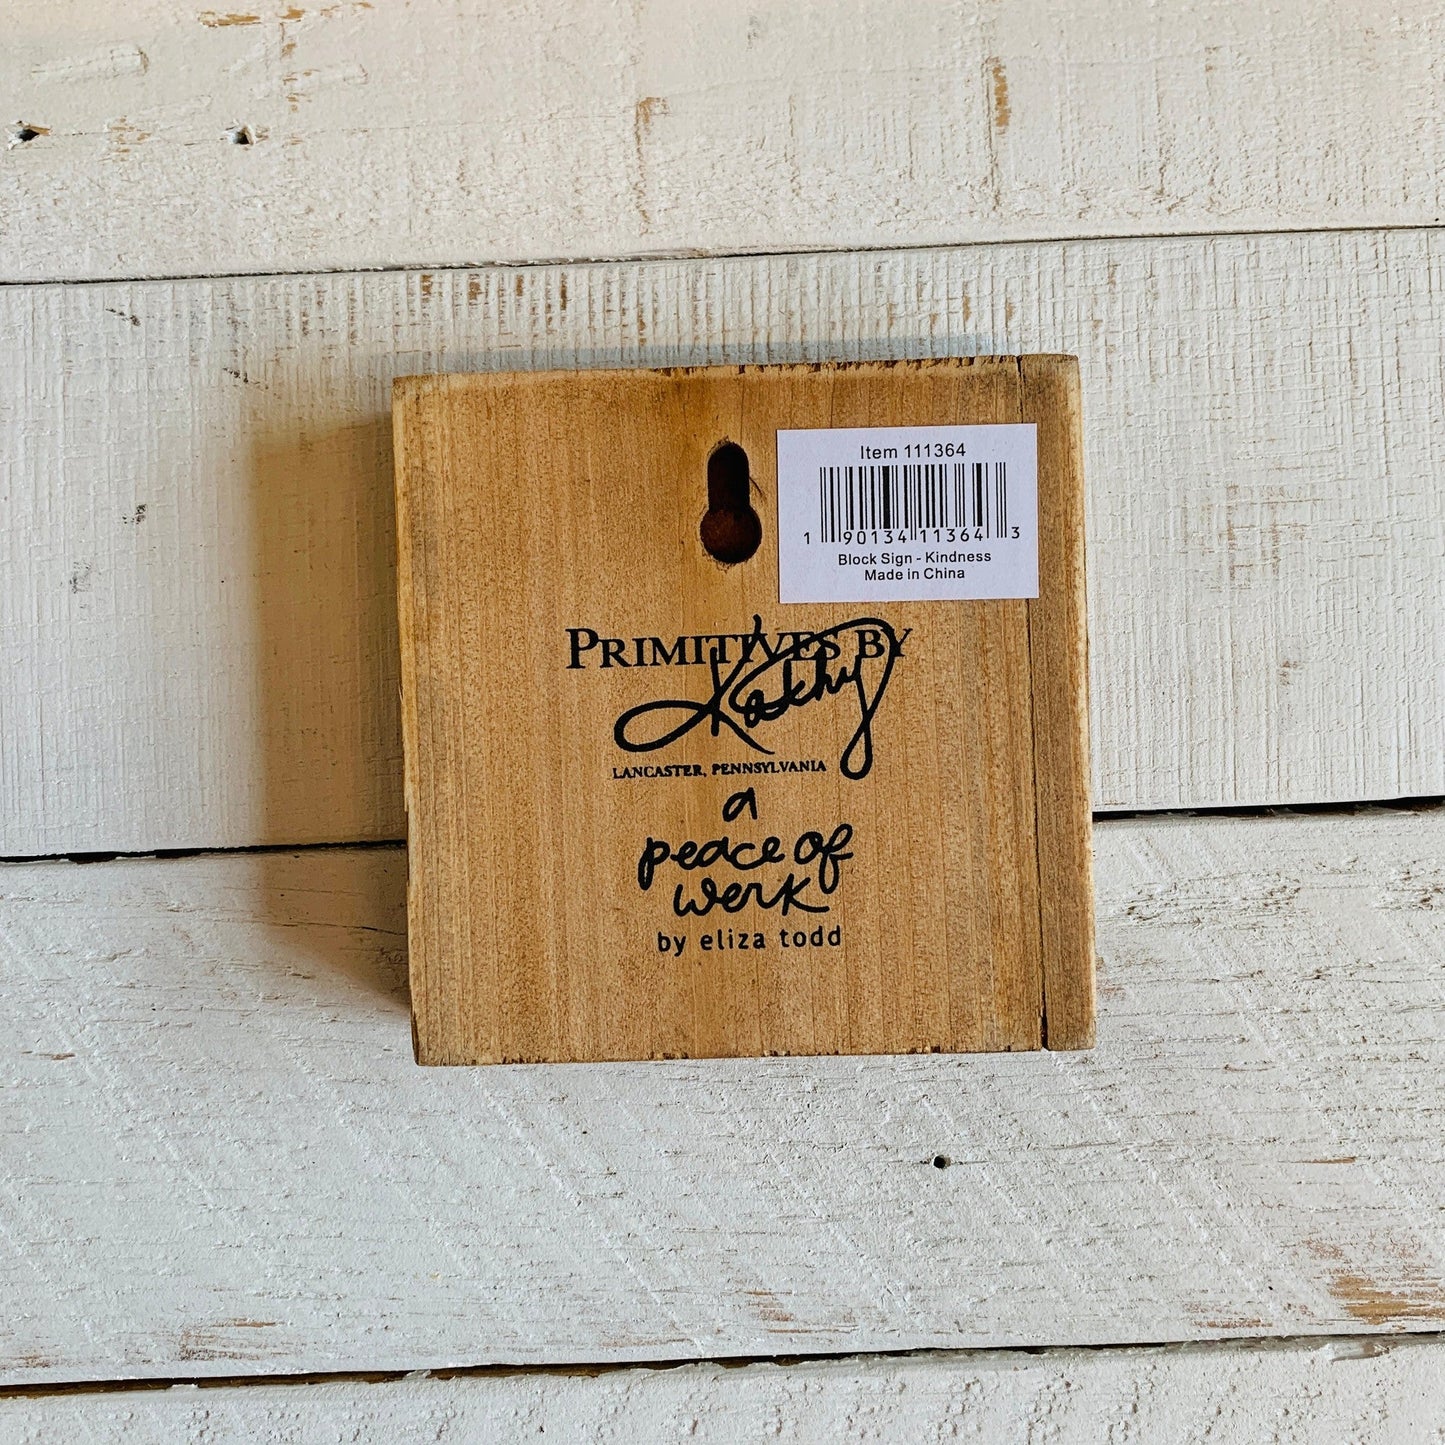 Item 111364
1 90134 11364 3
Block Sign - Kindness
Made in China
PRIMITIVES BY
Kathy
LANCASTER, PENNSYLVANIA
a
peace of
werk
by eliza todd